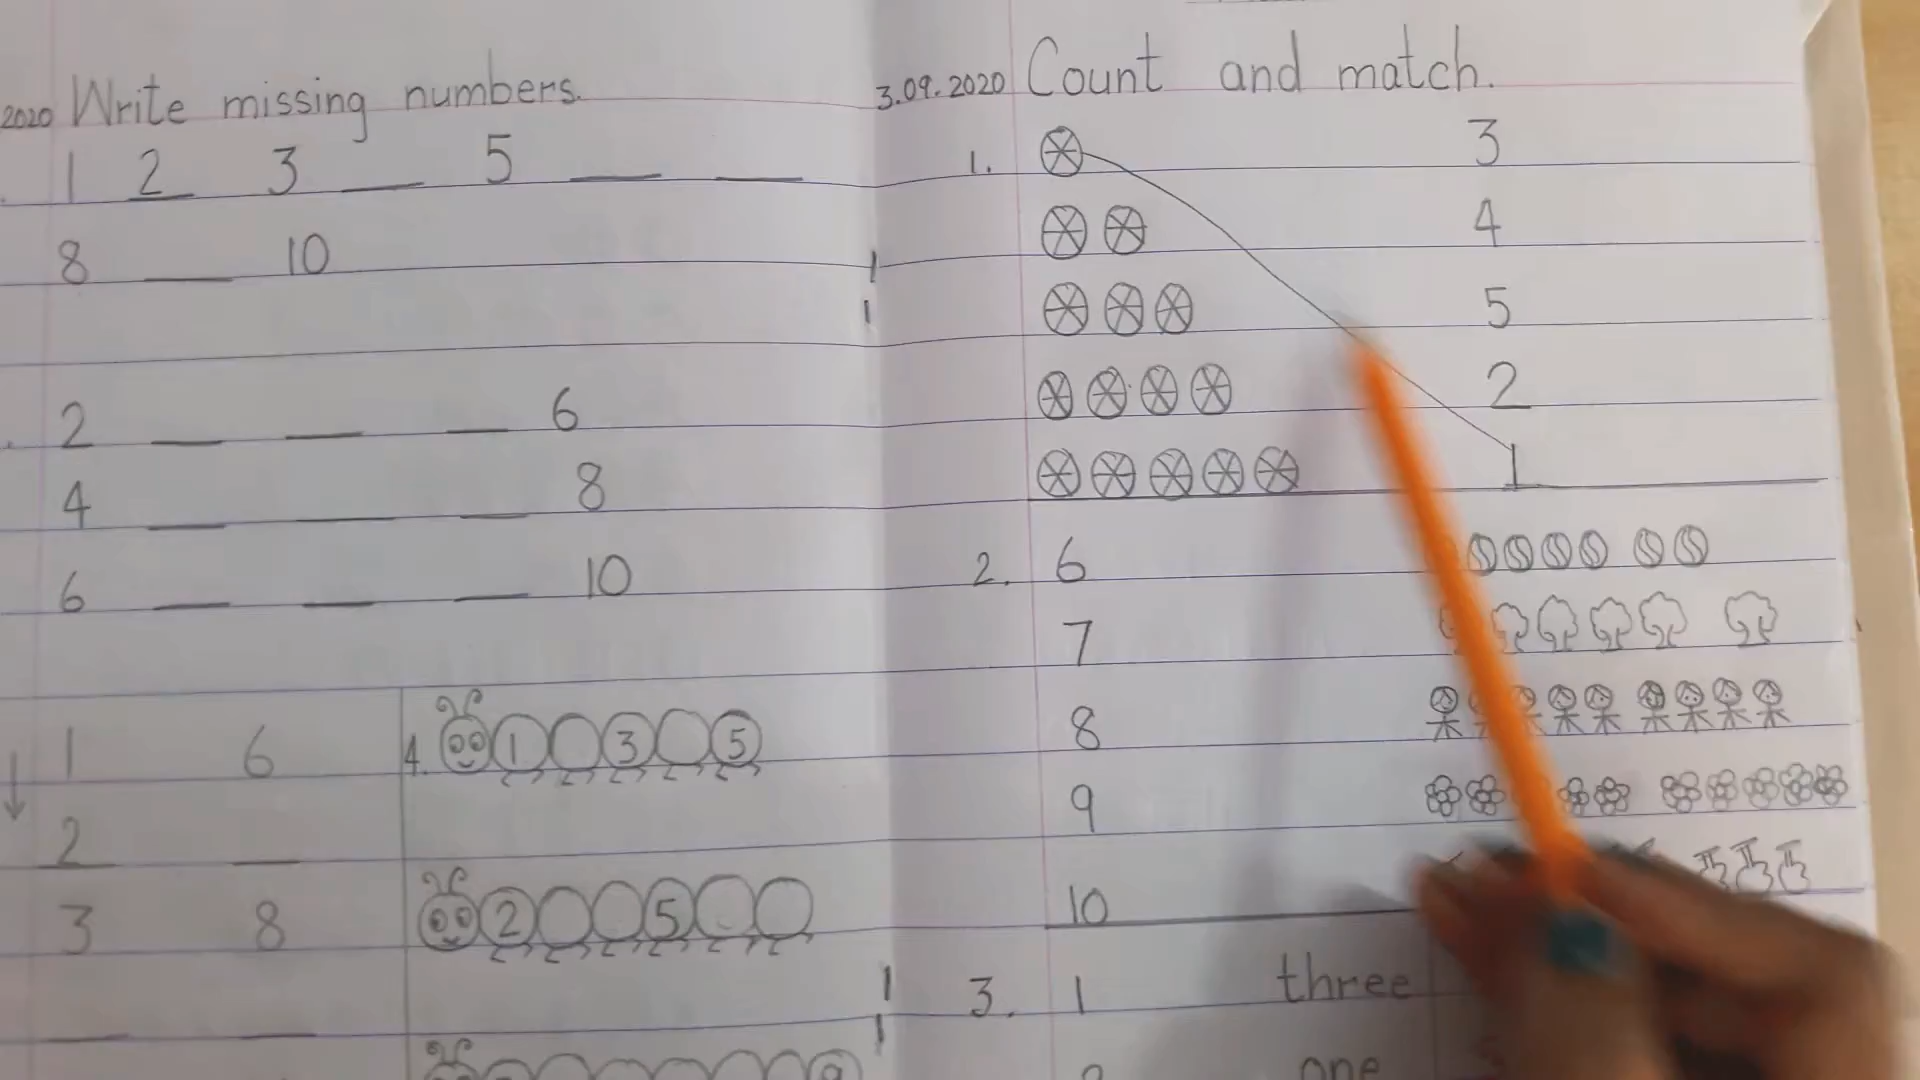 2020 Write missing numbers.
1 2 3 __ 5 __ __
8 __ 10
2 __ __ __ 6
4 __ __ __ 8
6 __ __ __ 10
1 6
2 __
3 8
__ __
4. 1 3 5
2 5
9
3.09.2020 Count and match.
1. 3
4
5
2
1
2. 6
7
8
9
10
3. 1 three
one